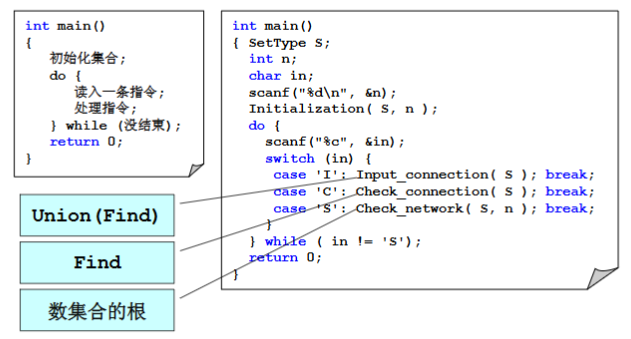 int main()
{
初始化集合;
do {
读入一条指令;
处理指令;
} while (没结束);
return 0;
}
Union(Find)
Find
数集合的根
int main()
{ SetType S;
int n;
char in;
scanf("%d\n", &n);
Initialization( S, n );
do {
scanf("%c", &in);
switch (in) {
case 'I': Input_connection( S ); break;
case 'C': Check_connection( S ); break;
case 'S': Check_network( S, n ); break;
}
} while ( in != 'S');
return 0;
}